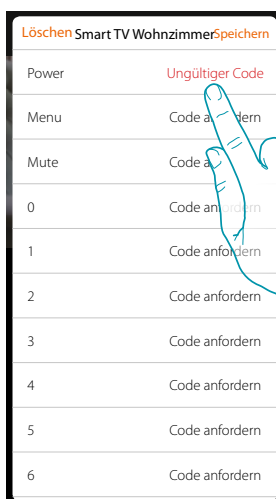 Löschen Smart TV Wohnzimmer Speichern
Power Ungültiger Code
Menu Code anfordern
Mute Code a
0 Code anfordern
1 Code anfordern
2 Code anfordern
3 Code anfordern
4 Code anfordern
5 Code anfordern
6 Code anfordern